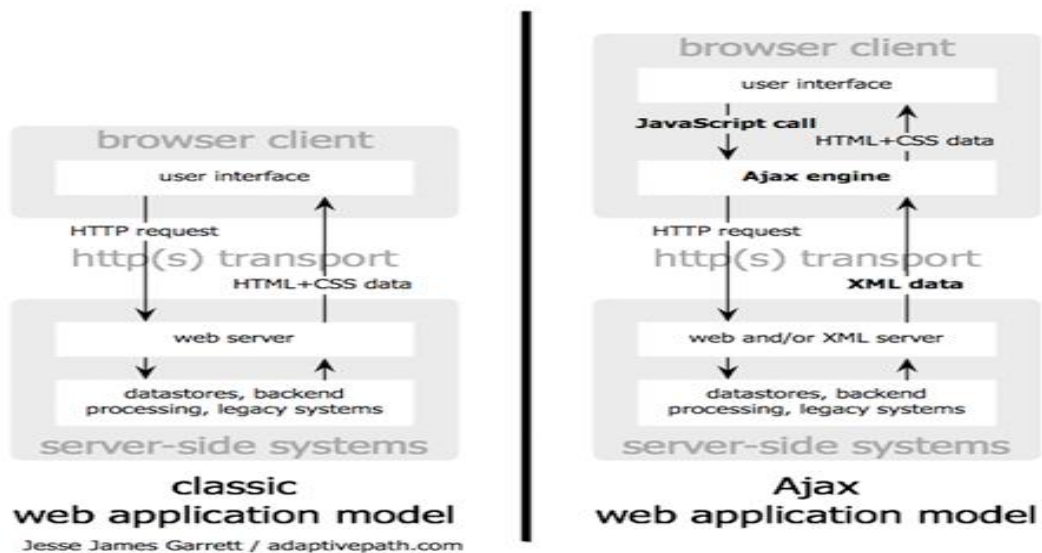 browser client
user interface
HTTP request
http(s) transport
HTML+CSS data
web server
datastores, backend
processing, legacy systems
server-side systems
classic
web application model
Jesse James Garrett / adaptivepath.com
browser client
user interface
JavaScript call
HTML+CSS data
Ajax engine
HTTP request
http(s) transport
XML data
web and/or XML server
datastores, backend
processing, legacy systems
server-side systems
Ajax
web application model